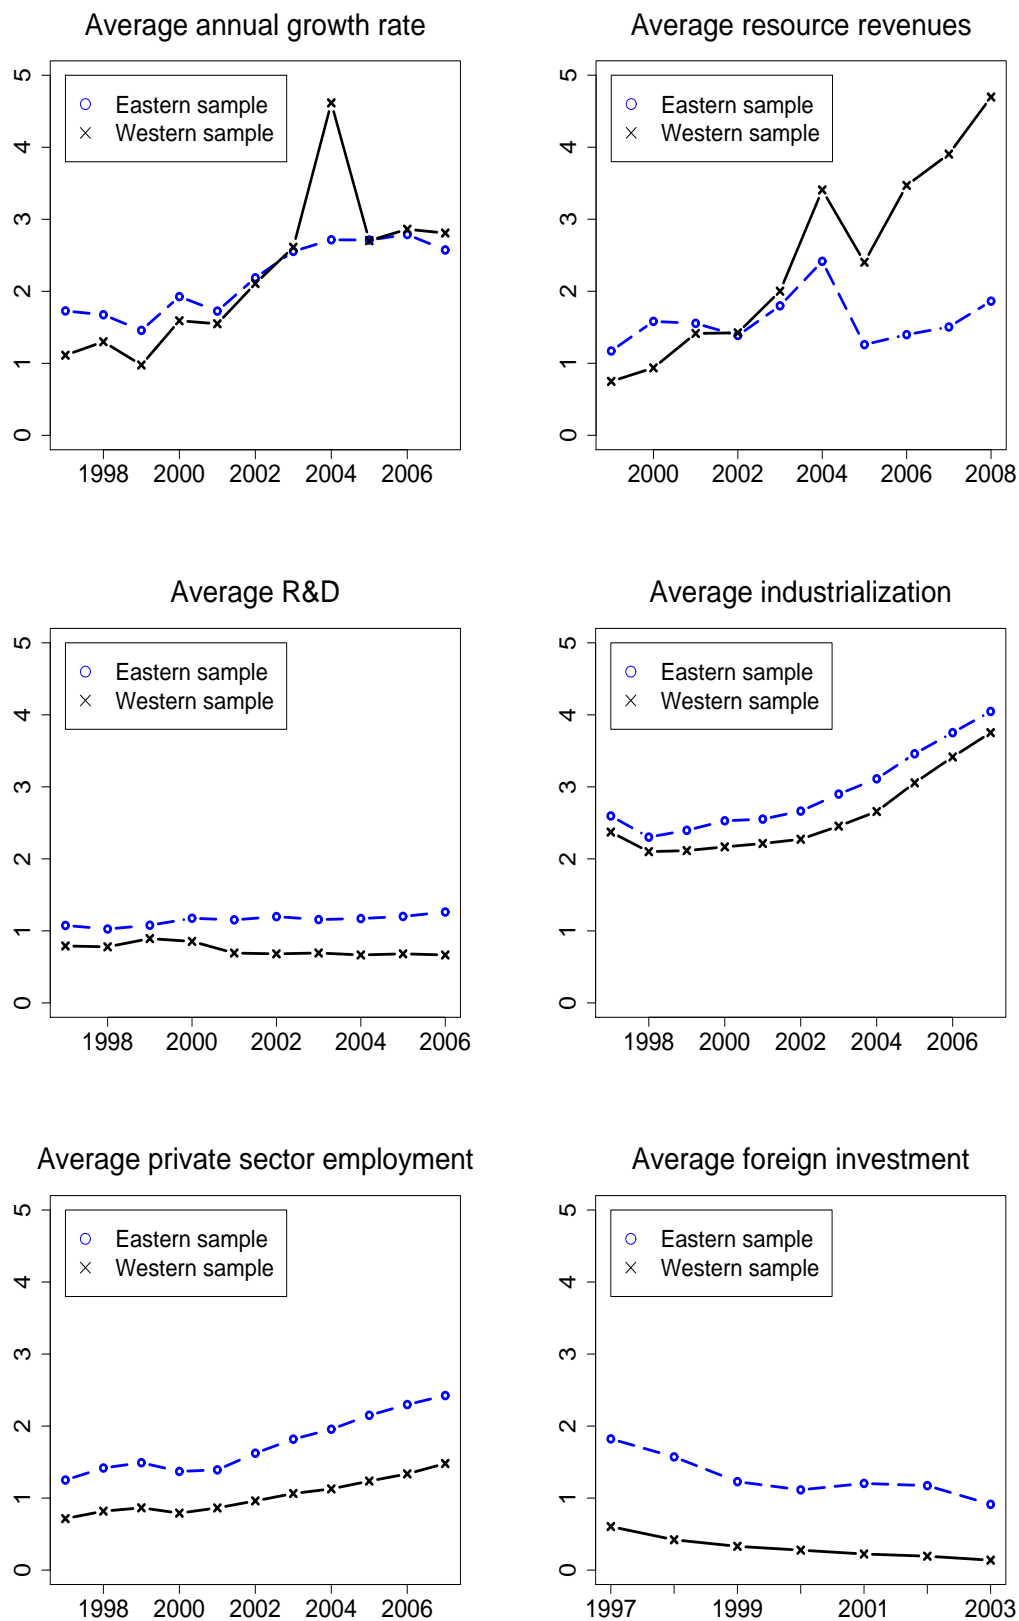 Average annual growth rate
5
4
3
2
1
0
Eastern sample
Western sample
1998 2000 2002 2004 2006
Average resource revenues
5
4
3
2
1
0
Eastern sample
Western sample
2000 2002 2004 2006 2008
Average R&D
5
4
3
2
1
0
Eastern sample
Western sample
1998 2000 2002 2004 2006
Average industrialization
5
4
3
2
1
0
Eastern sample
Western sample
1998 2000 2002 2004 2006
Average private sector employment
5
4
3
2
1
0
Eastern sample
Western sample
1998 2000 2002 2004 2006
Average foreign investment
5
4
3
2
1
0
Eastern sample
Western sample
1997 1999 2001 2003